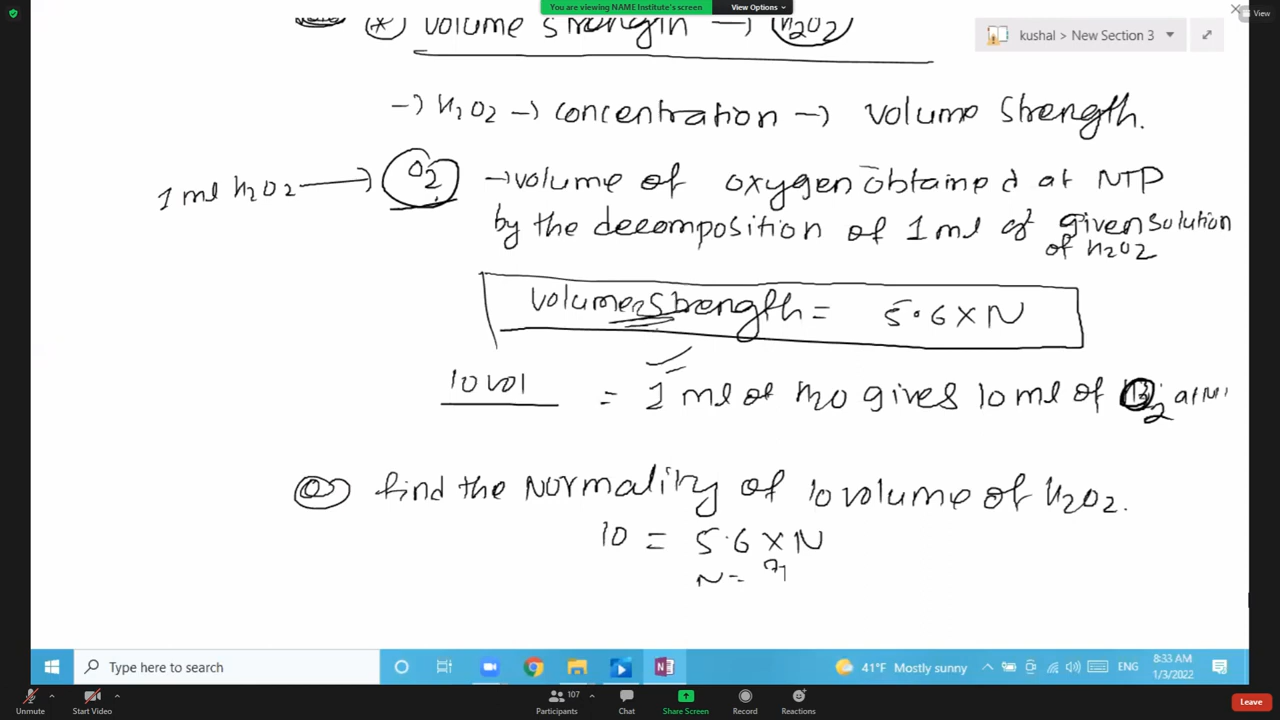 You are viewing NAME Institute's screen View Options
View
* volume strength → H2O2
kushal > New Section 3
→ H2O2 → concentration → volume strength.
1 ml H2O2 → O2 → volume of oxygen obtained at NTP
by the decomposition of 1 ml of given solution
of H2O2
volume strength = 5.6 × N
10 vol = 1 ml of H2O gives 10 ml of O2 at N
Q find the Normality of 10 volume of H2O2.
10 = 5.6 × N
N =
Type here to search
41°F Mostly sunny
ENG
8:33 AM
1/3/2022
Unmute
Start Video
107
Participants
Chat
Share Screen
Record
Reactions
Leave